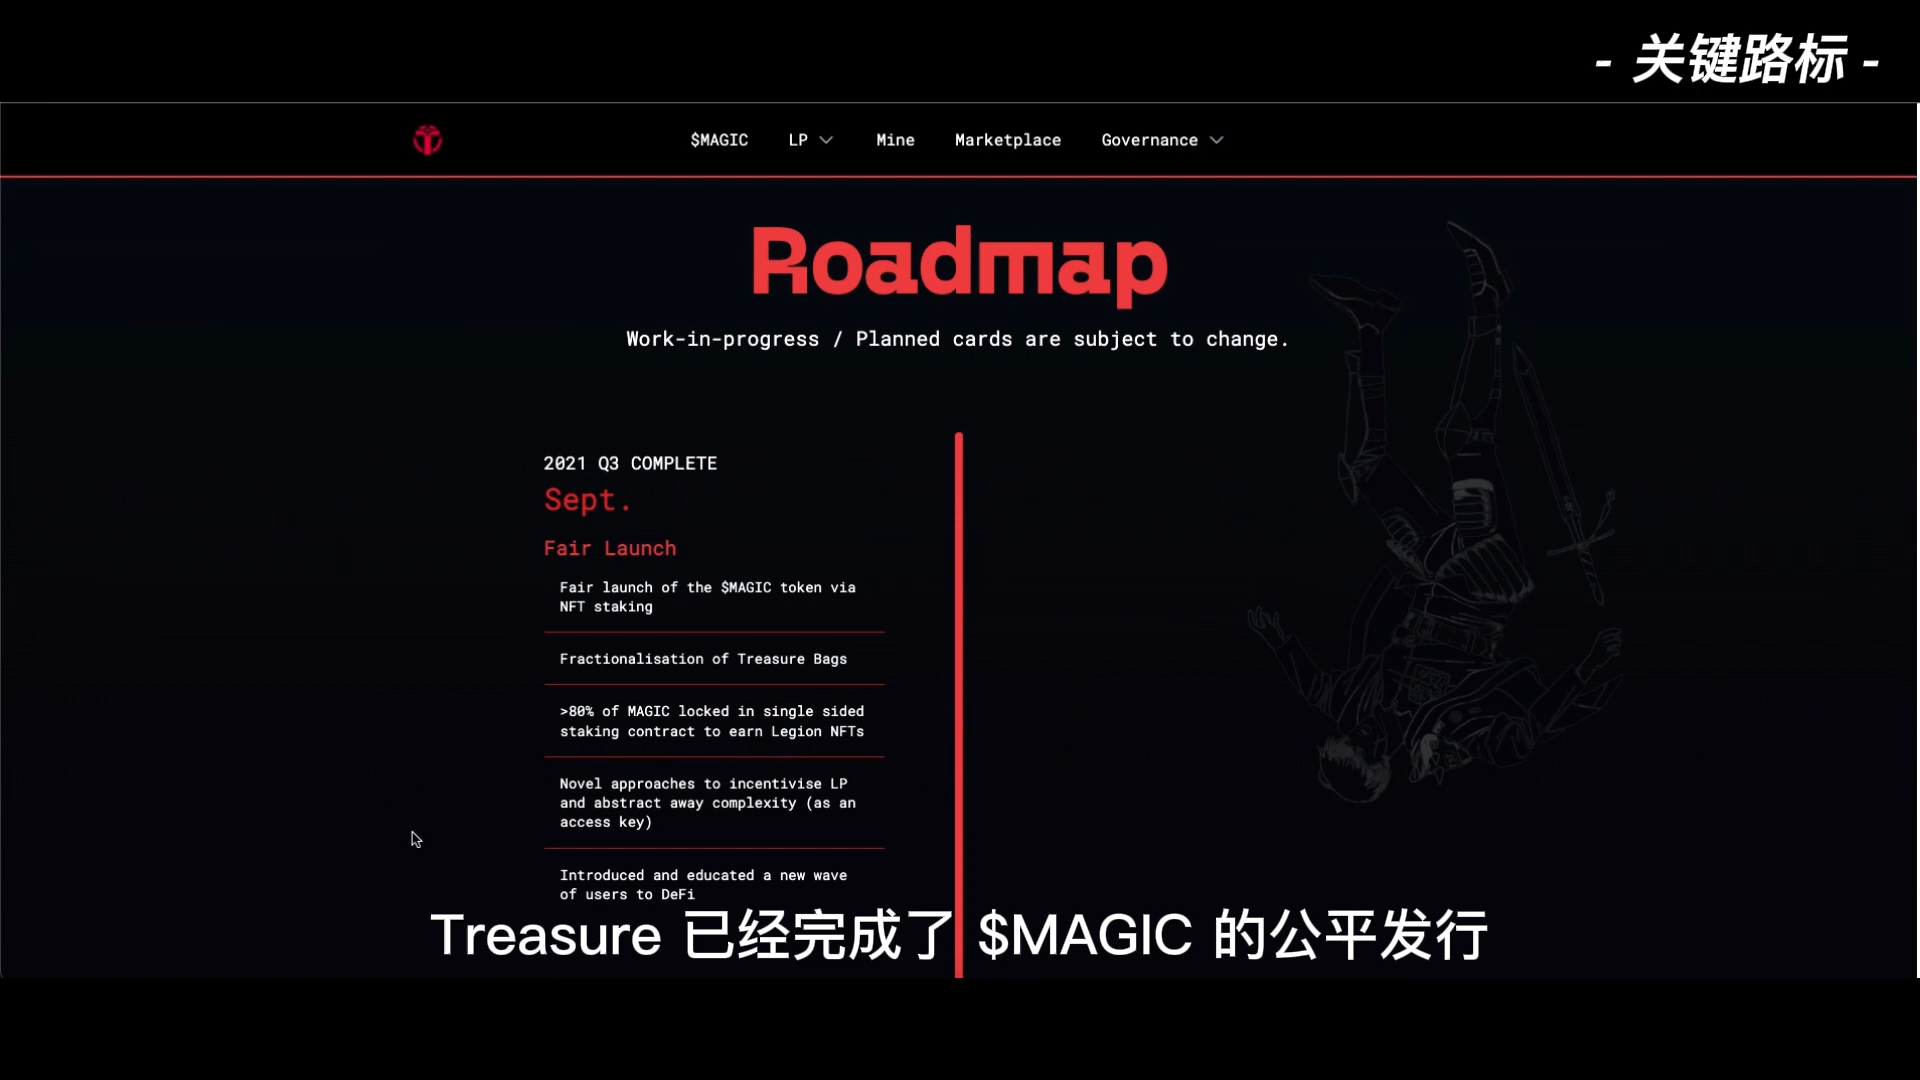 - 关键路标 -
$MAGIC LP Mine Marketplace Governance
Roadmap
Work-in-progress / Planned cards are subject to change.
2021 Q3 COMPLETE
Sept.
Fair Launch
Fair launch of the $MAGIC token via
NFT staking
Fractionalisation of Treasure Bags
>80% of MAGIC locked in single sided
staking contract to earn Legion NFTs
Novel approaches to incentivise LP
and abstract away complexity (as an
access key)
Introduced and educated a new wave
of users to DeFi
Treasure 已经完成了 $MAGIC 的公平发行